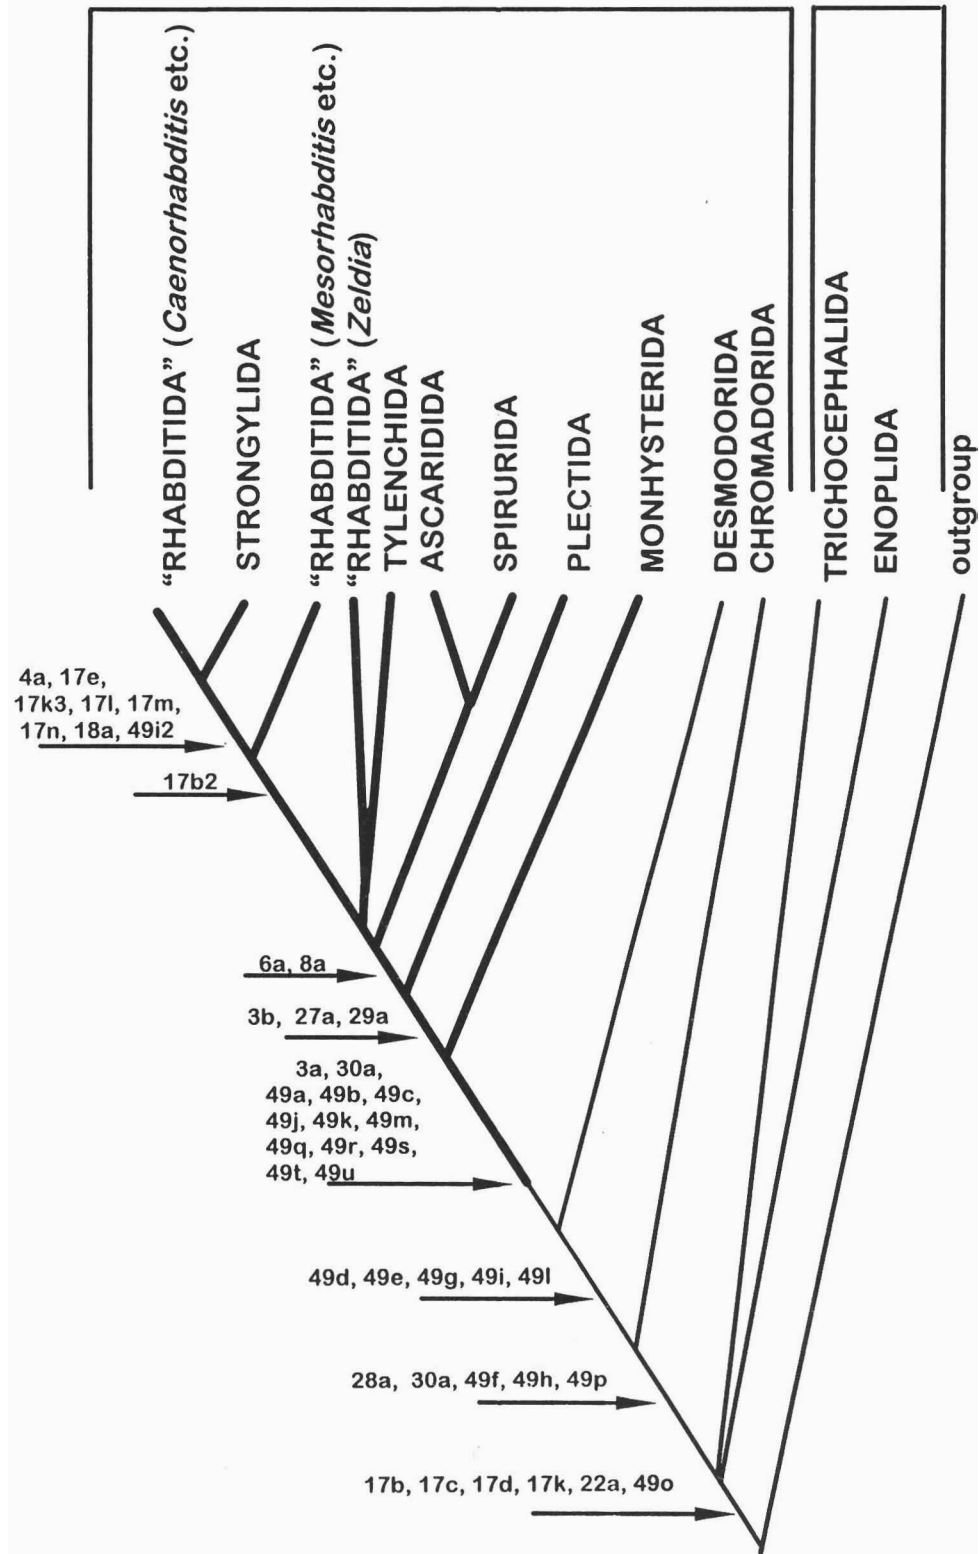 “RHABDITIDA” (Caenorhabditis etc.)
STRONGYLIDA
“RHABDITIDA” (Mesorhabditis etc.)
“RHABDITIDA” (Zeldia)
TYLENCHIDA
ASCARIDIDA
SPIRURIDA
PLECTIDA
MONHYSTERIDA
DESMODORIDA
CHROMADORIDA
TRICHOCEPHALIDA
ENOPLIDA
outgroup
4a, 17e,
17k3, 17l, 17m,
17n, 18a, 49i2
17b2
6a, 8a
3b, 27a, 29a
3a, 30a,
49a, 49b, 49c,
49j, 49k, 49m,
49q, 49r, 49s,
49t, 49u
49d, 49e, 49g, 49i, 49l
28a, 30a, 49f, 49h, 49p
17b, 17c, 17d, 17k, 22a, 49o